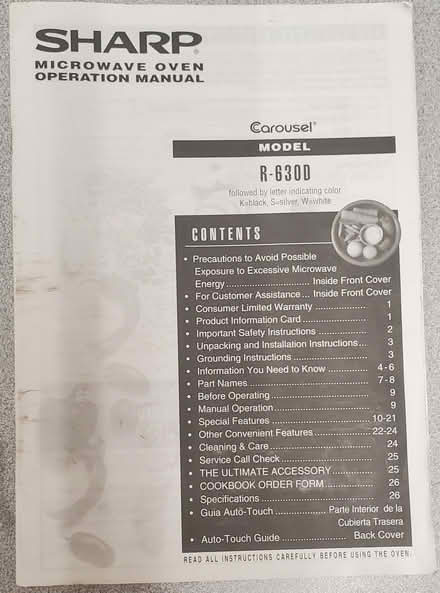 SHARP®
MICROWAVE OVEN
OPERATION MANUAL
Carousel®
MODEL
R-630D
followed by letter indicating color
K=black, S=silver, W=white
CONTENTS
• Precautions to Avoid Possible
Exposure to Excessive Microwave
Energy .......................... Inside Front Cover
• For Customer Assistance ... Inside Front Cover
• Consumer Limited Warranty .................. 1
• Product Information Card ...................... 1
• Important Safety Instructions ................ 2
• Unpacking and Installation Instructions ... 3
• Grounding Instructions ......................... 3
• Information You Need to Know .............. 4-6
• Part Names ........................................ 7-8
• Before Operating .................................. 9
• Manual Operation ................................. 9
• Special Features .............................. 10-21
• Other Convenient Features ................ 22-24
• Cleaning & Care ................................. 24
• Service Call Check .............................. 25
• THE ULTIMATE ACCESSORY .............. 25
• COOKBOOK ORDER FORM ................ 26
• Specifications ..................................... 26
• Guia Auto-Touch ............ Parte Interior de la
Cubierta Trasera
• Auto-Touch Guide ...................... Back Cover
READ ALL INSTRUCTIONS CAREFULLY BEFORE USING THE OVEN.